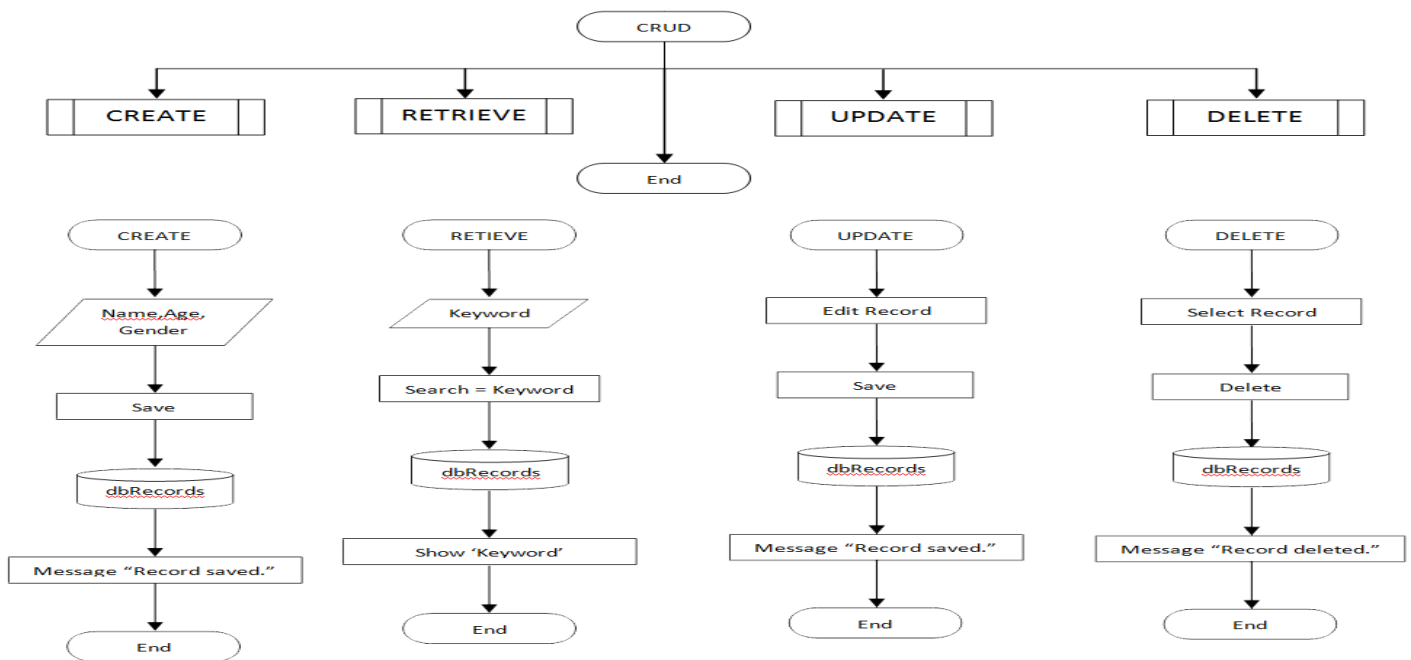 CRUD
CREATE
RETRIEVE
UPDATE
DELETE
End
CREATE
Name,Age,
Gender
Save
dbRecords
Message “Record saved.”
End
RETIEVE
Keyword
Search = Keyword
dbRecords
Show ‘Keyword’
End
UPDATE
Edit Record
Save
dbRecords
Message “Record saved.”
End
DELETE
Select Record
Delete
dbRecords
Message “Record deleted.”
End